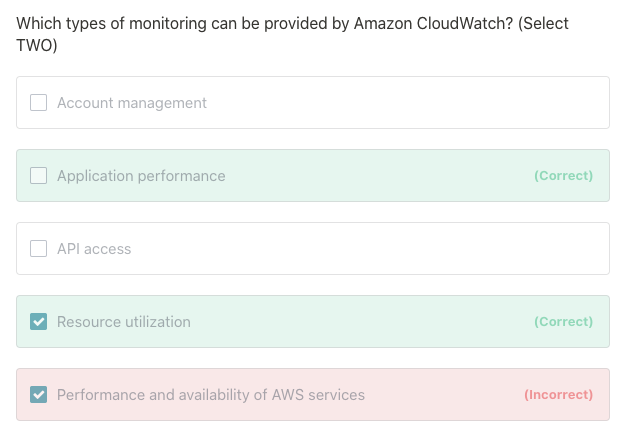 Which types of monitoring can be provided by Amazon CloudWatch? (Select
TWO)
Account management
Application performance (Correct)
API access
Resource utilization (Correct)
Performance and availability of AWS services (Incorrect)